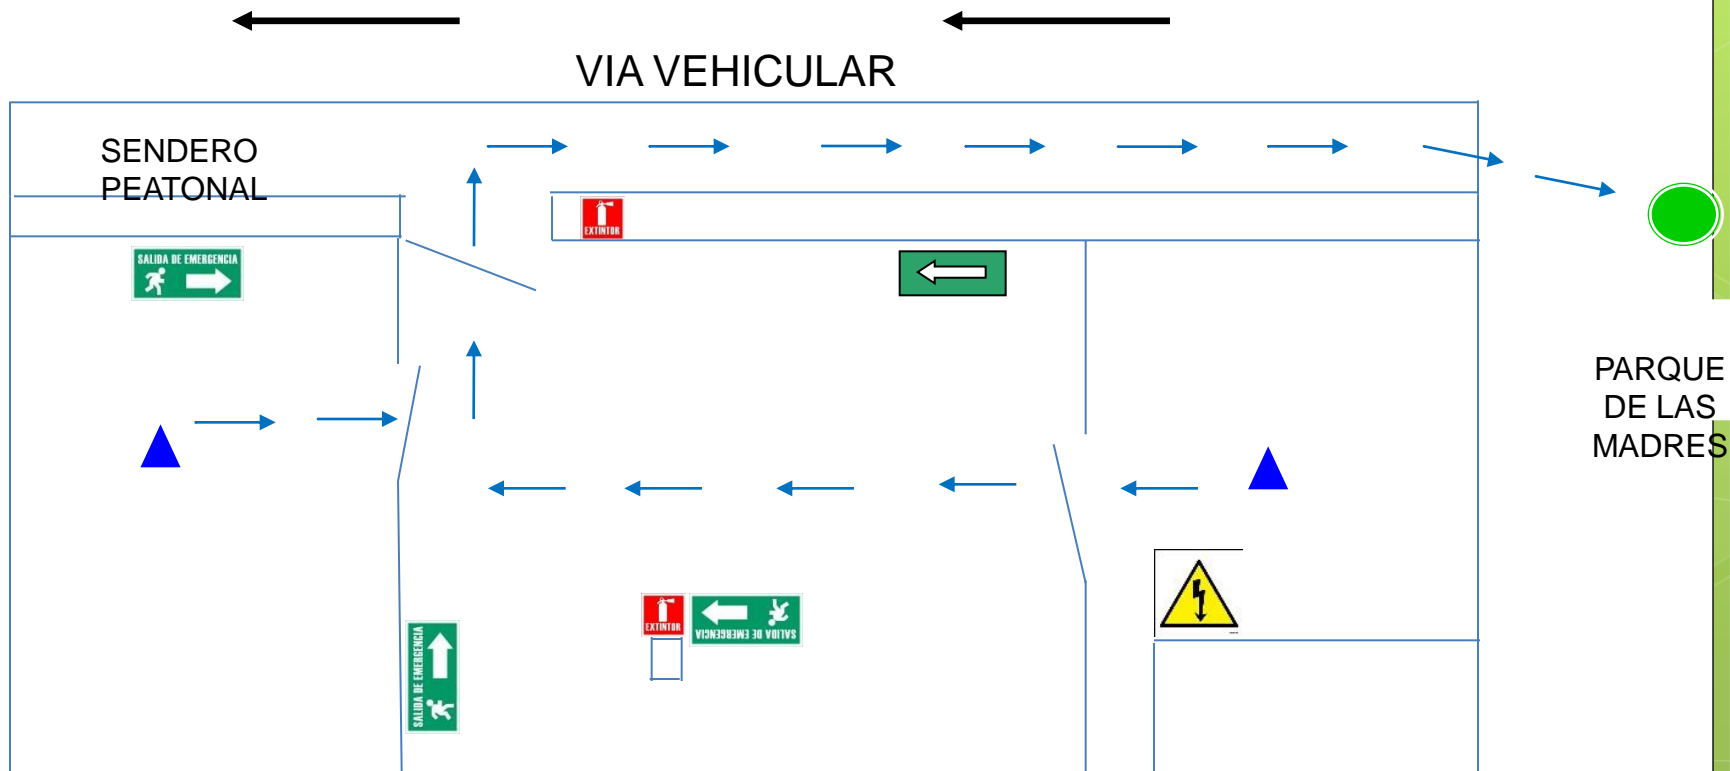 VIA VEHICULAR
SENDERO
PEATONAL
EXTINTOR
SALIDA DE EMERGENCIA
PARQUE
DE LAS
MADRES
EXTINTOR
SALIDA DE EMERGENCIA
SALIDA DE EMERGENCIA